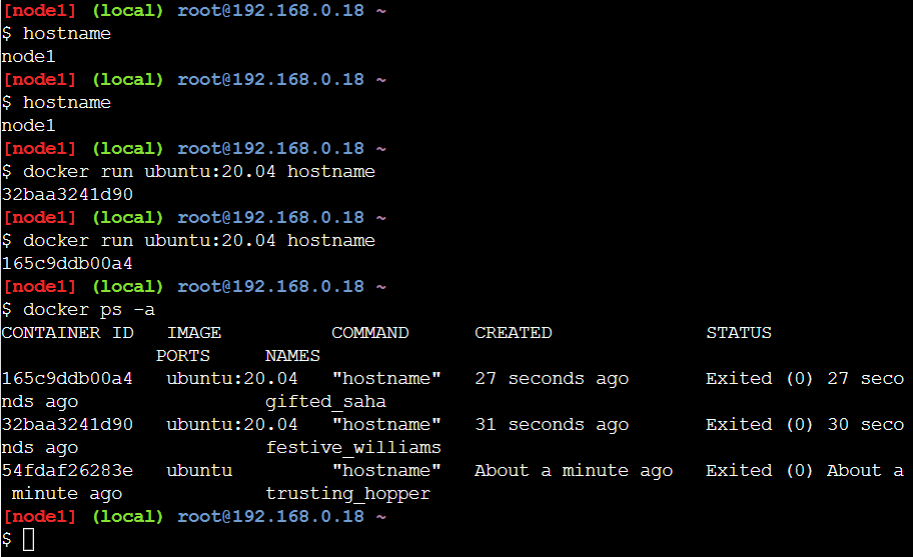 [node1] (local) root@192.168.0.18 ~
$ hostname
node1
[node1] (local) root@192.168.0.18 ~
$ hostname
node1
[node1] (local) root@192.168.0.18 ~
$ docker run ubuntu:20.04 hostname
32baa3241d90
[node1] (local) root@192.168.0.18 ~
$ docker run ubuntu:20.04 hostname
165c9ddb00a4
[node1] (local) root@192.168.0.18 ~
$ docker ps -a
CONTAINER ID   IMAGE          COMMAND      CREATED              STATUS
              PORTS     NAMES
165c9ddb00a4   ubuntu:20.04   "hostname"   27 seconds ago       Exited (0) 27 seco
nds ago                 gifted_saha
32baa3241d90   ubuntu:20.04   "hostname"   31 seconds ago       Exited (0) 30 seco
nds ago                 festive_williams
54fdaf26283e   ubuntu         "hostname"   About a minute ago   Exited (0) About a
 minute ago             trusting_hopper
[node1] (local) root@192.168.0.18 ~
$